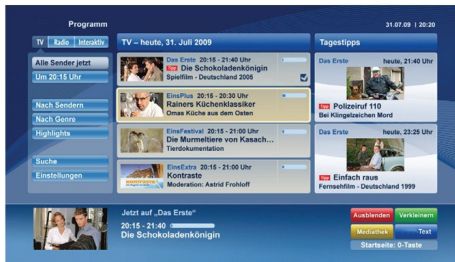 Programm
31.07.09 | 20:20
TV Radio Interaktiv
TV – heute, 31. Juli 2009
Tagestipps
Alle Sender jetzt
Um 20:15 Uhr
Nach Sendern
Nach Genre
Highlights
Suche
Einstellungen
Das Erste 20:15 - 21:40 Uhr
Tipp Die Schokoladenkönigin
Spielfilm - Deutschland 2005
EinsPlus 20:15 - 20:30 Uhr
Rainers Küchenklassiker
Omas Küche aus dem Osten
EinsFestival 20:15 - 21:00 Uhr
Die Murmeltiere von Kasach...
Tierdokumentation
EinsExtra 20:15 - 21:00 Uhr
Kontraste
Moderation: Astrid Frohloff
Das Erste heute, 21:40 Uhr
Tipp Polizeiruf 110
Bei Klingelzeichen Mord
Das Erste heute, 23:25 Uhr
Tipp Einfach raus
Fernsehfilm - Deutschland 1999
Jetzt auf „Das Erste“
20:15 - 21:40
Die Schokoladenkönigin
Ausblenden Verkleinern
Mediathek Text
Startseite: 0-Taste